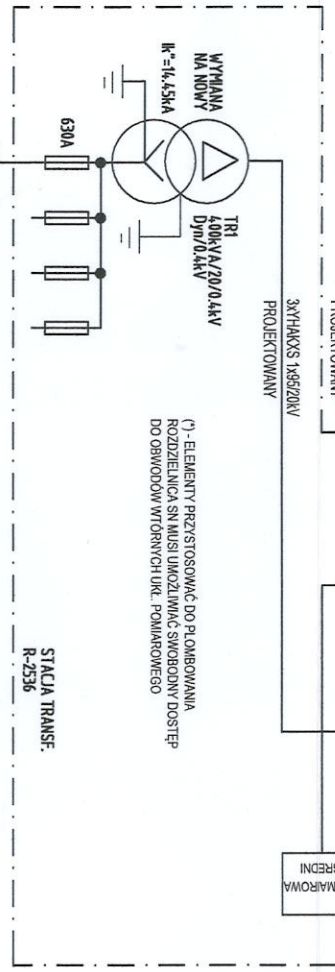 WYMIANA
NA NOWY
Ik"=14.45kA
TR1
400kVA/20/0.4kV
Dyn/0.4kV
630A
3xYHAKXS 1x95/20kV
PROJEKTOWANY
(*) - ELEMENTY PRZYSTOSOWAĆ DO PLOMBOWANIA
ROZDZIELNICA SN MUSI UMOŻLIWIAĆ SWOBODNY DOSTĘP
DO OBWODÓW WTÓRNYCH UKŁ. POMIAROWEGO
STACJA TRANSF.
R-2536